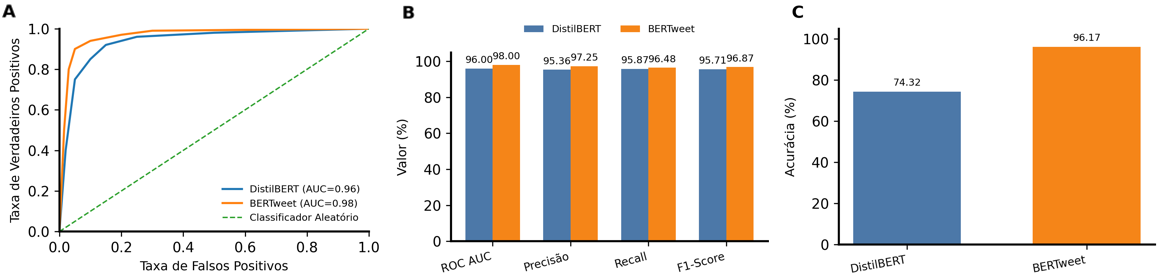 A
Taxa de Verdadeiros Positivos
1.0
0.8
0.6
0.4
0.2
0.0
DistilBERT (AUC=0.96)
BERTweet (AUC=0.98)
Classificador Aleatório
0.0 0.2 0.4 0.6 0.8 1.0
Taxa de Falsos Positivos
B
DistilBERT BERTweet
Valor (%)
100
80
60
40
20
0
96.00 98.00 95.36 97.25 95.87 96.48 95.71 96.87
ROC AUC Precisão Recall F1-Score
C
Acurácia (%)
100
80
60
40
20
0
74.32 96.17
DistilBERT BERTweet